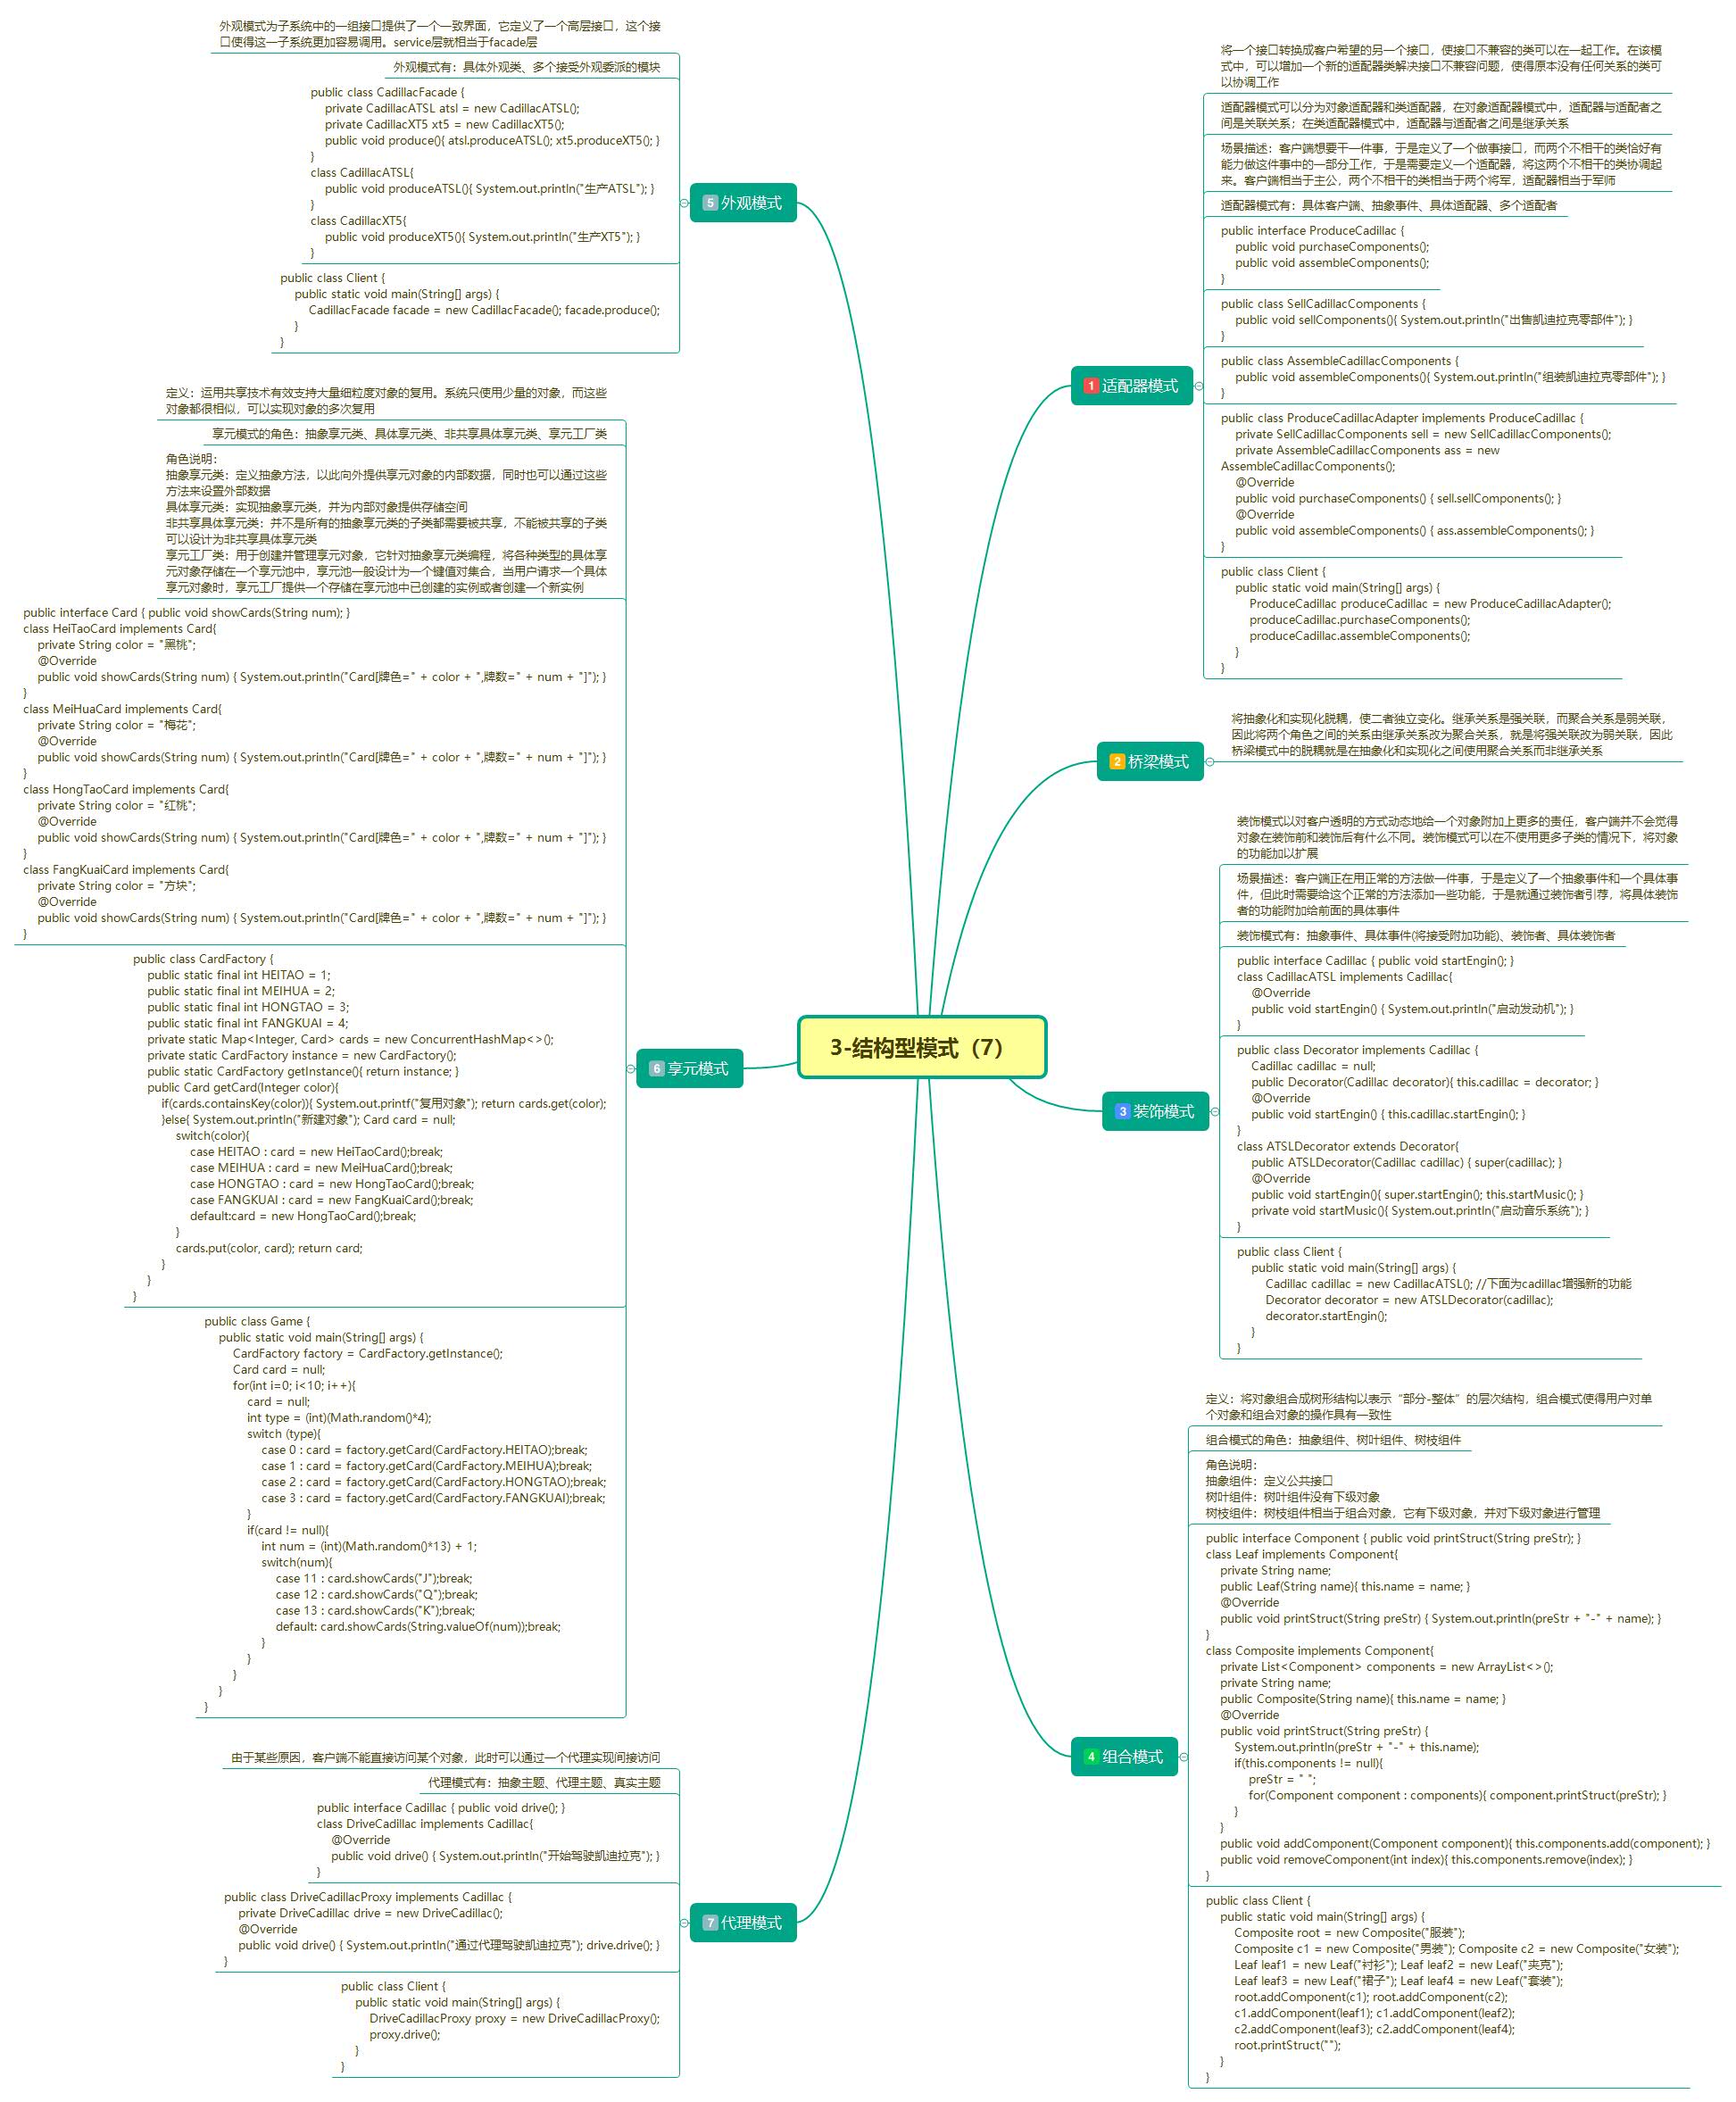 3-结构型模式（7）
1 适配器模式
将一个接口转换成客户希望的另一个接口，使接口不兼容的类可以在一起工作。在该模
式中，可以增加一个新的适配器类解决接口不兼容问题，使得原本没有任何关系的类可
以协调工作
适配器模式可以分为对象适配器和类适配器，在对象适配器模式中，适配器与适配者之
间是关联关系；在类适配器模式中，适配器与适配者之间是继承关系
场景描述：客户端想要干一件事，于是定义了一个做事接口，而两个不相干的类恰好有
能力做这件事中的一部分工作，于是需要定义一个适配器，将这两个不相干的类协调起
来。客户端相当于主公，两个不相干的类相当于两个将军，适配器相当于军师
适配器模式有：具体客户端、抽象事件、具体适配器、多个适配者
public interface ProduceCadillac {
public void purchaseComponents();
public void assembleComponents();
}
public class SellCadillacComponents {
public void sellComponents(){ System.out.println("出售凯迪拉克零部件"); }
}
public class AssembleCadillacComponents {
public void assembleComponents(){ System.out.println("组装凯迪拉克零部件"); }
}
public class ProduceCadillacAdapter implements ProduceCadillac {
private SellCadillacComponents sell = new SellCadillacComponents();
private AssembleCadillacComponents ass = new
AssembleCadillacComponents();
@Override
public void purchaseComponents() { sell.sellComponents(); }
@Override
public void assembleComponents() { ass.assembleComponents(); }
}
public class Client {
public static void main(String[] args) {
ProduceCadillac produceCadillac = new ProduceCadillacAdapter();
produceCadillac.purchaseComponents();
produceCadillac.assembleComponents();
}
}
2 桥梁模式
将抽象化和实现化脱耦，使二者独立变化。继承关系是强关联，而聚合关系是弱关联，
因此将两个角色之间的关系由继承关系改为聚合关系，就是将强关联改为弱关联，因此
桥梁模式中的脱耦就是在抽象化和实现化之间使用聚合关系而非继承关系
3 装饰模式
装饰模式以对客户透明的方式动态地给一个对象附加上更多的责任，客户端并不会觉得
对象在装饰前和装饰后有什么不同。装饰模式可以在不使用更多子类的情况下，将对象
的功能加以扩展
场景描述：客户端正在用正常的方法做一件事，于是定义了一个抽象事件和一个具体事
件，但此时需要给这个正常的方法添加一些功能，于是就通过装饰者引荐，将具体装饰
者的功能附加给前面的具体事件
装饰模式有：抽象事件、具体事件(将接受附加功能)、装饰者、具体装饰者
public interface Cadillac { public void startEngin(); }
class CadillacATSL implements Cadillac{
@Override
public void startEngin() { System.out.println("启动发动机"); }
}
public class Decorator implements Cadillac {
Cadillac cadillac = null;
public Decorator(Cadillac decorator){ this.cadillac = decorator; }
@Override
public void startEngin() { this.cadillac.startEngin(); }
}
class ATSLDecorator extends Decorator{
public ATSLDecorator(Cadillac cadillac) { super(cadillac); }
@Override
public void startEngin(){ super.startEngin(); this.startMusic(); }
private void startMusic(){ System.out.println("启动音乐系统"); }
}
public class Client {
public static void main(String[] args) {
Cadillac cadillac = new CadillacATSL(); //下面为cadillac增强新的功能
Decorator decorator = new ATSLDecorator(cadillac);
decorator.startEngin();
}
}
4 组合模式
定义：将对象组合成树形结构以表示“部分-整体”的层次结构，组合模式使得用户对单
个对象和组合对象的操作具有一致性
组合模式的角色：抽象组件、树叶组件、树枝组件
角色说明：
抽象组件：定义公共接口
树叶组件：树叶组件没有下级对象
树枝组件：树枝组件相当于组合对象，它有下级对象，并对下级对象进行管理
public interface Component { public void printStruct(String preStr); }
class Leaf implements Component{
private String name;
public Leaf(String name){ this.name = name; }
@Override
public void printStruct(String preStr) { System.out.println(preStr + "-" + name); }
}
class Composite implements Component{
private List<Component> components = new ArrayList<>();
private String name;
public Composite(String name){ this.name = name; }
@Override
public void printStruct(String preStr) {
System.out.println(preStr + "-" + this.name);
if(this.components != null){
preStr = " ";
for(Component component : components){ component.printStruct(preStr); }
}
}
public void addComponent(Component component){ this.components.add(component); }
public void removeComponent(int index){ this.components.remove(index); }
}
public class Client {
public static void main(String[] args) {
Composite root = new Composite("服装");
Composite c1 = new Composite("男装"); Composite c2 = new Composite("女装");
Leaf leaf1 = new Leaf("衬衫"); Leaf leaf2 = new Leaf("夹克");
Leaf leaf3 = new Leaf("裙子"); Leaf leaf4 = new Leaf("套装");
root.addComponent(c1); root.addComponent(c2);
c1.addComponent(leaf1); c1.addComponent(leaf2);
c2.addComponent(leaf3); c2.addComponent(leaf4);
root.printStruct("");
}
}
5 外观模式
外观模式为子系统中的一组接口提供了一个一致界面，它定义了一个高层接口，这个接
口使得这一子系统更加容易调用。service层就相当于facade层
外观模式有：具体外观类、多个接受外观委派的模块
public class CadillacFacade {
private CadillacATSL atsl = new CadillacATSL();
private CadillacXT5 xt5 = new CadillacXT5();
public void produce(){ atsl.produceATSL(); xt5.produceXT5(); }
}
class CadillacATSL{
public void produceATSL(){ System.out.println("生产ATSL"); }
}
class CadillacXT5{
public void produceXT5(){ System.out.println("生产XT5"); }
}
public class Client {
public static void main(String[] args) {
CadillacFacade facade = new CadillacFacade(); facade.produce();
}
}
6 享元模式
定义：运用共享技术有效支持大量细粒度对象的复用。系统只使用少量的对象，而这些
对象都很相似，可以实现对象的多次复用
享元模式的角色：抽象享元类、具体享元类、非共享具体享元类、享元工厂类
角色说明：
抽象享元类：定义抽象方法，以此向外提供享元对象的内部数据，同时也可以通过这些
方法来设置外部数据
具体享元类：实现抽象享元类，并为内部对象提供存储空间
非共享具体享元类：并不是所有的抽象享元类的子类都需要被共享，不能被共享的子类
可以设计为非共享具体享元类
享元工厂类：用于创建并管理享元对象，它针对抽象享元类编程，将各种类型的具体享
元对象存储在一个享元池中，享元池一般设计为一个键值对集合，当用户请求一个具体
享元对象时，享元工厂提供一个存储在享元池中已创建的实例或者创建一个新实例
public interface Card { public void showCards(String num); }
class HeiTaoCard implements Card{
private String color = "黑桃";
@Override
public void showCards(String num) { System.out.println("Card[牌色=" + color + ",牌数=" + num + "]"); }
}
class MeiHuaCard implements Card{
private String color = "梅花";
@Override
public void showCards(String num) { System.out.println("Card[牌色=" + color + ",牌数=" + num + "]"); }
}
class HongTaoCard implements Card{
private String color = "红桃";
@Override
public void showCards(String num) { System.out.println("Card[牌色=" + color + ",牌数=" + num + "]"); }
}
class FangKuaiCard implements Card{
private String color = "方块";
@Override
public void showCards(String num) { System.out.println("Card[牌色=" + color + ",牌数=" + num + "]"); }
}
public class CardFactory {
public static final int HEITAO = 1;
public static final int MEIHUA = 2;
public static final int HONGTAO = 3;
public static final int FANGKUAI = 4;
private static Map<Integer, Card> cards = new ConcurrentHashMap<>();
private static CardFactory instance = new CardFactory();
public static CardFactory getInstance(){ return instance; }
public Card getCard(Integer color){
if(cards.containsKey(color)){ System.out.printf("复用对象"); return cards.get(color);
}else{ System.out.println("新建对象"); Card card = null;
switch(color){
case HEITAO : card = new HeiTaoCard();break;
case MEIHUA : card = new MeiHuaCard();break;
case HONGTAO : card = new HongTaoCard();break;
case FANGKUAI : card = new FangKuaiCard();break;
default:card = new HongTaoCard();break;
}
cards.put(color, card); return card;
}
}
}
public class Game {
public static void main(String[] args) {
CardFactory factory = CardFactory.getInstance();
Card card = null;
for(int i=0; i<10; i++){
card = null;
int type = (int)(Math.random()*4);
switch (type){
case 0 : card = factory.getCard(CardFactory.HEITAO);break;
case 1 : card = factory.getCard(CardFactory.MEIHUA);break;
case 2 : card = factory.getCard(CardFactory.HONGTAO);break;
case 3 : card = factory.getCard(CardFactory.FANGKUAI);break;
}
if(card != null){
int num = (int)(Math.random()*13) + 1;
switch(num){
case 11 : card.showCards("J");break;
case 12 : card.showCards("Q");break;
case 13 : card.showCards("K");break;
default: card.showCards(String.valueOf(num));break;
}
}
}
}
}
7 代理模式
由于某些原因，客户端不能直接访问某个对象，此时可以通过一个代理实现间接访问
代理模式有：抽象主题、代理主题、真实主题
public interface Cadillac { public void drive(); }
class DriveCadillac implements Cadillac{
@Override
public void drive() { System.out.println("开始驾驶凯迪拉克"); }
}
public class DriveCadillacProxy implements Cadillac {
private DriveCadillac drive = new DriveCadillac();
@Override
public void drive() { System.out.println("通过代理驾驶凯迪拉克"); drive.drive(); }
}
public class Client {
public static void main(String[] args) {
DriveCadillacProxy proxy = new DriveCadillacProxy();
proxy.drive();
}
}